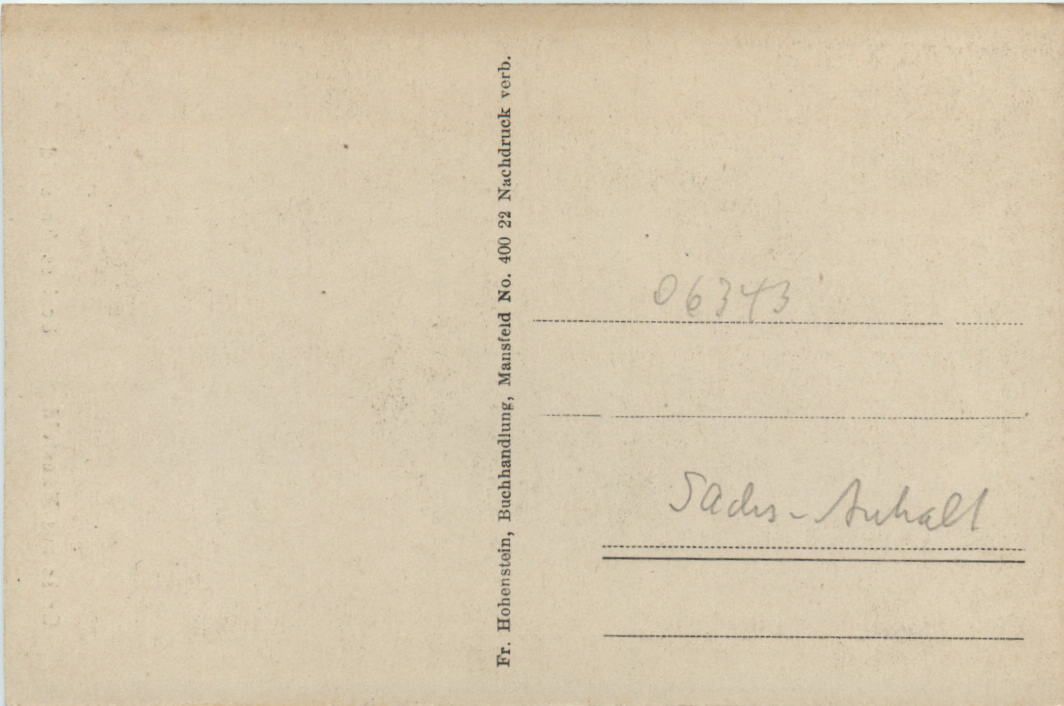 Fr. Hohenstein, Buchhandlung, Mansfeld No. 400 22 Nachdruck verb.
06343
Sachs-Anhalt